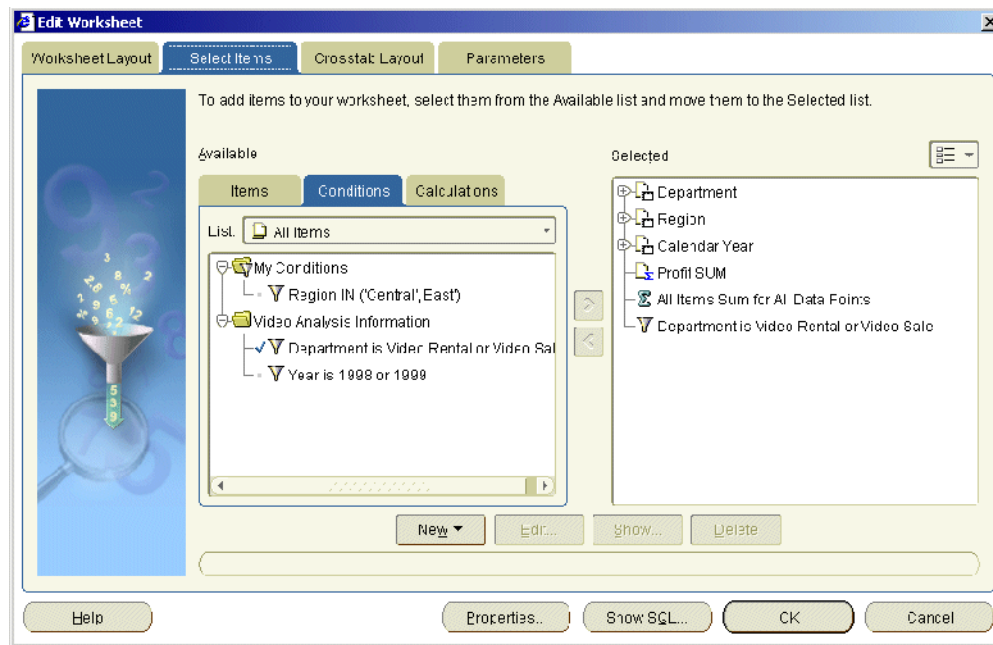 Edit Worksheet
Worksheet Layout Select Items Crosstab Layout Parameters
To add items to your worksheet, select them from the Available list and move them to the Selected list.
Available
Selected
Items Conditions Calculations
List: All Items
My Conditions
Region IN ('Central','East')
Video Analysis Information
Department is Video Rental or Video Sal
Year is 1998 or 1999
Department
Region
Calendar Year
Profit SUM
All Items Sum for All Data Points
Department is Video Rental or Video Sale
New Edit... Show... Delete
Help Properties... Show SQL... OK Cancel